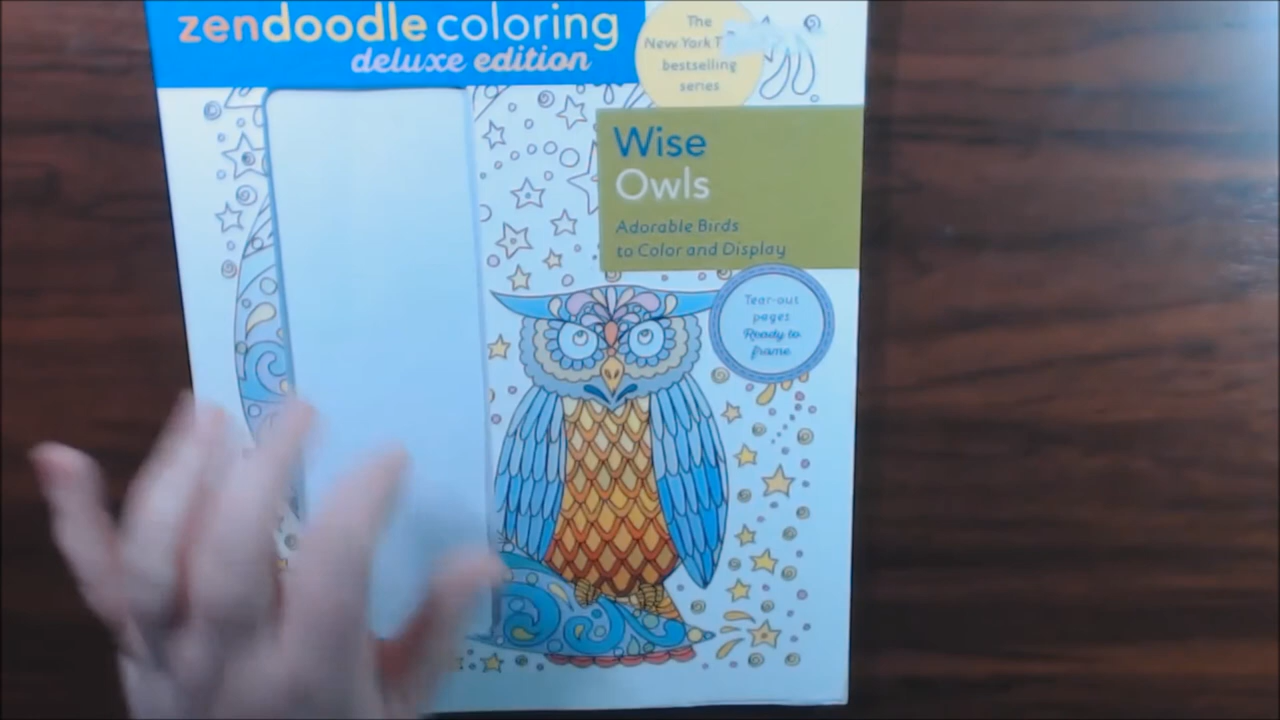 zendoodle coloring
deluxe edition
The
New York
bestselling
series
Wise
Owls
Adorable Birds
to Color and Display
Tear-out
pages
Ready to
frame